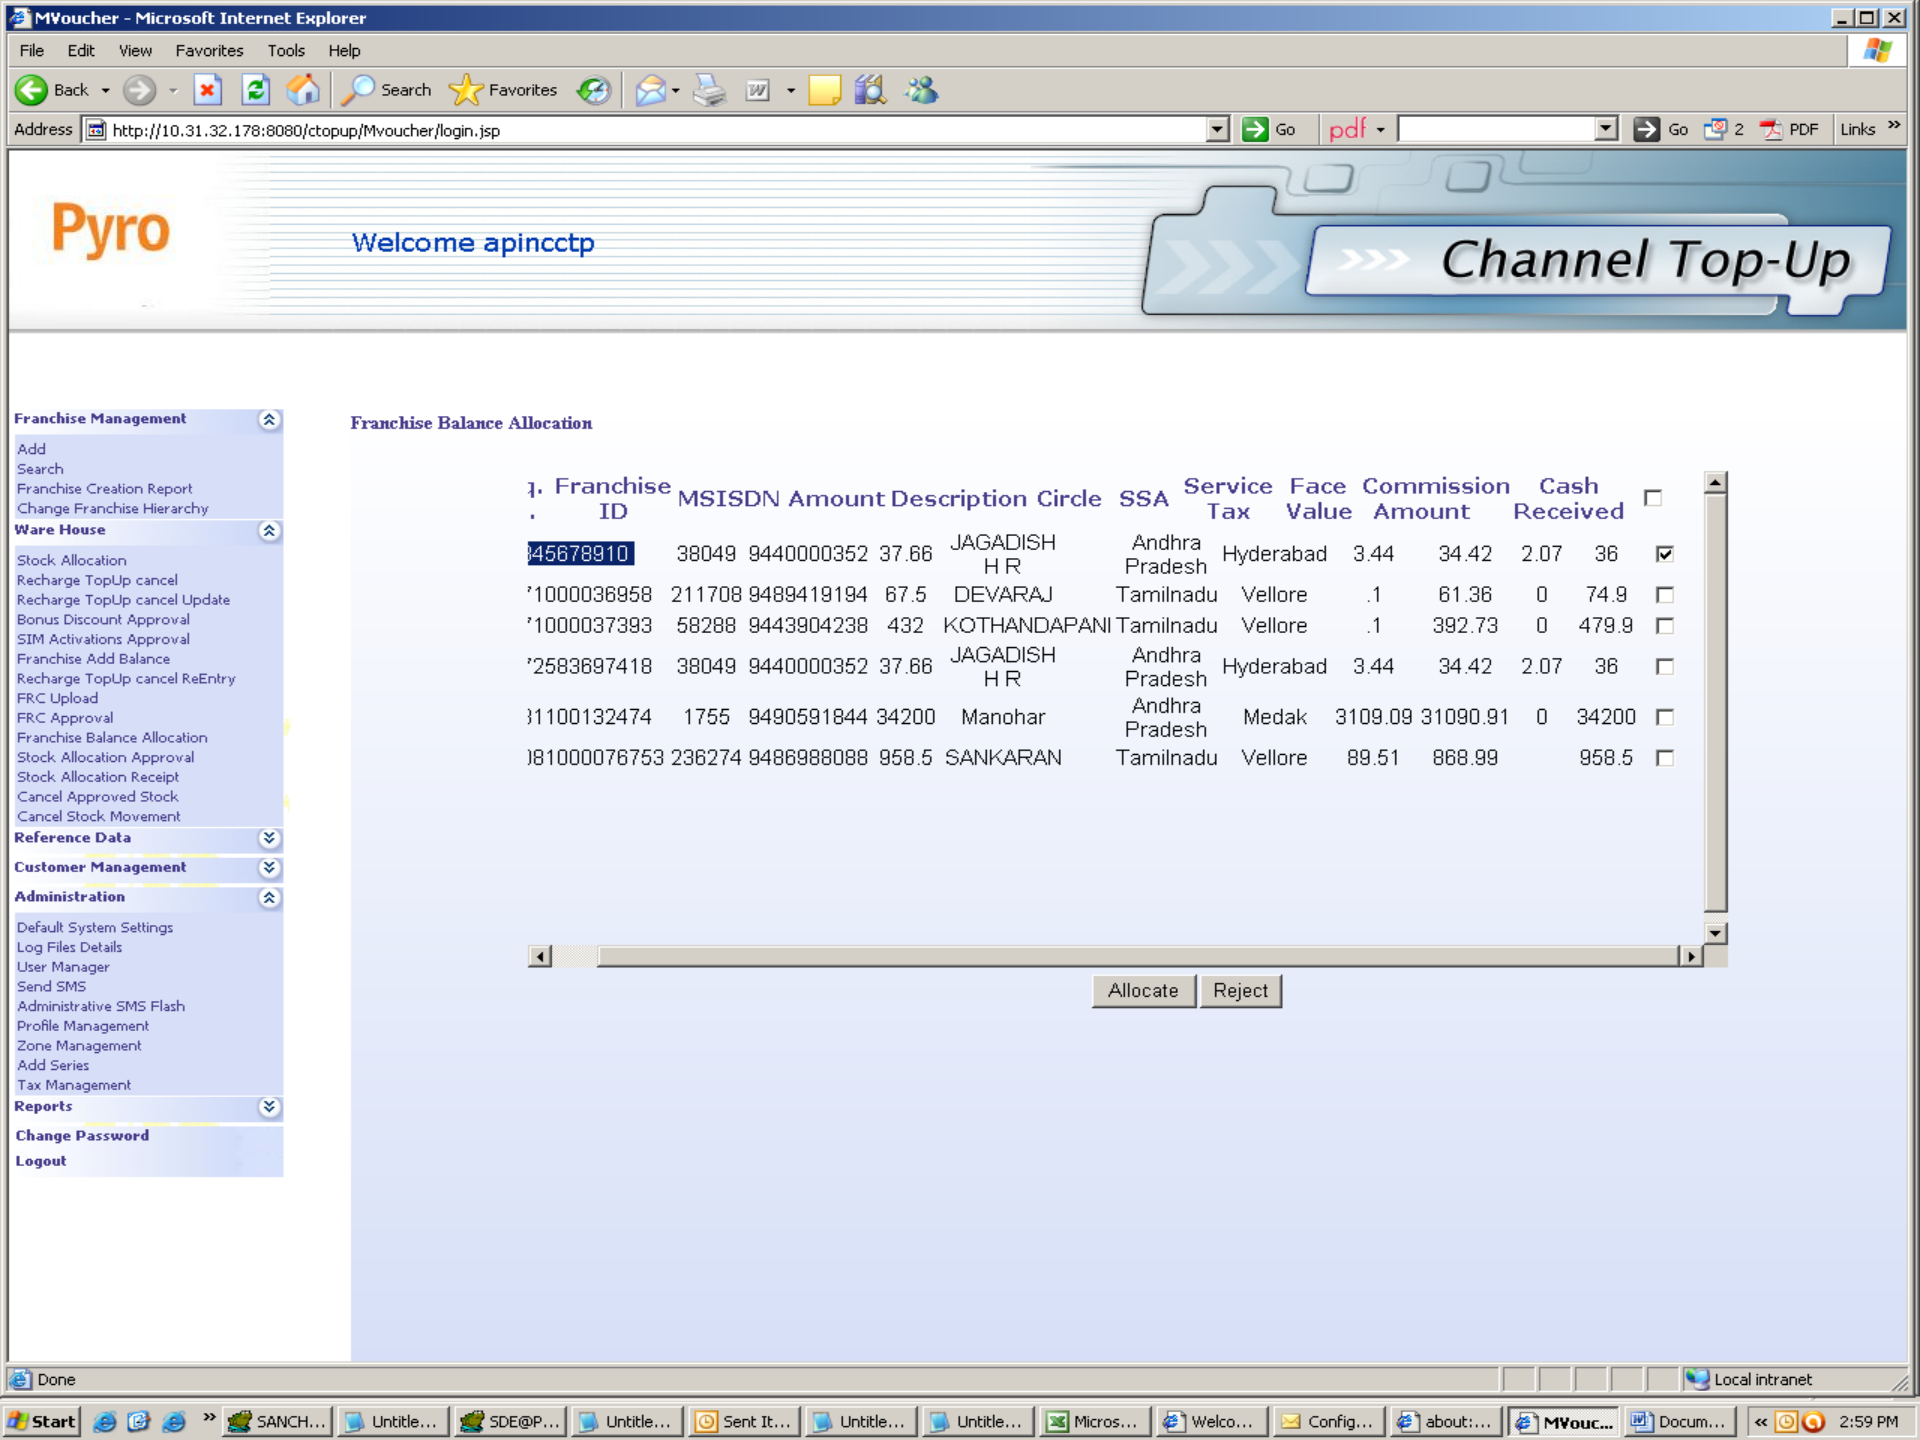 MVoucher - Microsoft Internet Explorer
File Edit View Favorites Tools Help
Back Search Favorites
Address http://10.31.32.178:8080/ctopup/Mvoucher/login.jsp Go pdf Go 2 PDF Links »
Pyro
Welcome apincctp
Channel Top-Up
Franchise Management
Add
Search
Franchise Creation Report
Change Franchise Hierarchy
Ware House
Stock Allocation
Recharge TopUp cancel
Recharge TopUp cancel Update
Bonus Discount Approval
SIM Activations Approval
Franchise Add Balance
Recharge TopUp cancel ReEntry
FRC Upload
FRC Approval
Franchise Balance Allocation
Stock Allocation Approval
Stock Allocation Receipt
Cancel Approved Stock
Cancel Stock Movement
Reference Data
Customer Management
Administration
Default System Settings
Log Files Details
User Manager
Send SMS
Administrative SMS Flash
Profile Management
Zone Management
Add Series
Tax Management
Reports
Change Password
Logout
Franchise Balance Allocation
Franchise Service Face Commission Cash
MSISDN Amount Description Circle SSA
ID Tax Value Amount Received
JAGADISH Andhra
345678910 38049 9440000352 37.66 Hyderabad 3.44 34.42 2.07 36
H R Pradesh
71000036958 211708 9489419194 67.5 DEVARAJ Tamilnadu Vellore .1 61.36 0 74.9
71000037393 58288 9443904238 432 KOTHANDAPANI Tamilnadu Vellore .1 392.73 0 479.9
JAGADISH Andhra
72583697418 38049 9440000352 37.66 Hyderabad 3.44 34.42 2.07 36
H R Pradesh
Andhra
31100132474 1755 9490591844 34200 Manohar Medak 3109.09 31090.91 0 34200
Pradesh
081000076753 236274 9486988088 958.5 SANKARAN Tamilnadu Vellore 89.51 868.99 958.5
Allocate Reject
Done Local intranet
Start » SANCH... Untitle... SDE@P... Untitle... Sent It... Untitle... Untitle... Micros... Welco... Config... about:... MVouc... Docum... « 2:59 PM